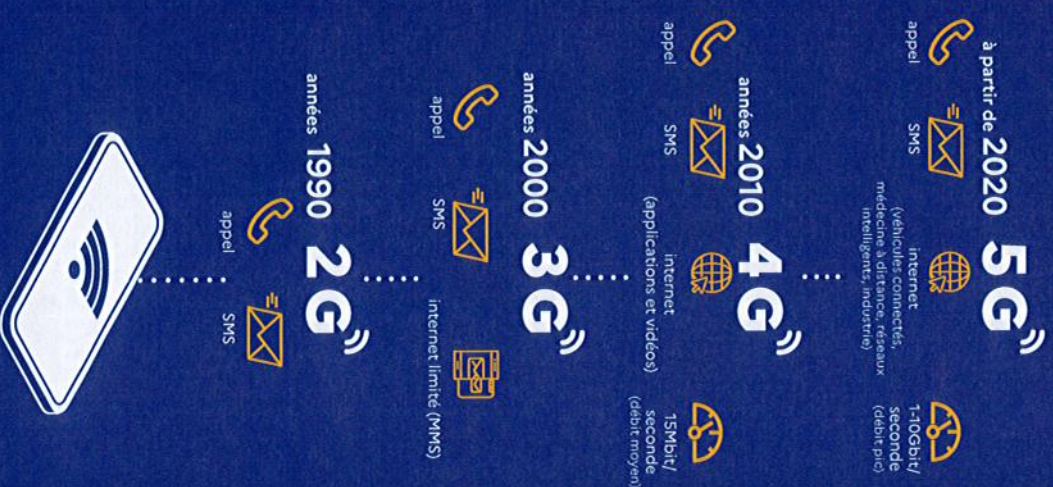 à partir de 2020 5G
appel
SMS
internet
(véhicules connectés,
médecine à distance, réseaux
intelligents, industrie)
1-10Gbit/
seconde
(débit pic)
années 2010 4G
appel
SMS
internet
(applications et vidéos)
15Mbit/
seconde
(débit moyen)
années 2000 3G
appel
SMS
internet limité (MMS)
années 1990 2G
appel
SMS